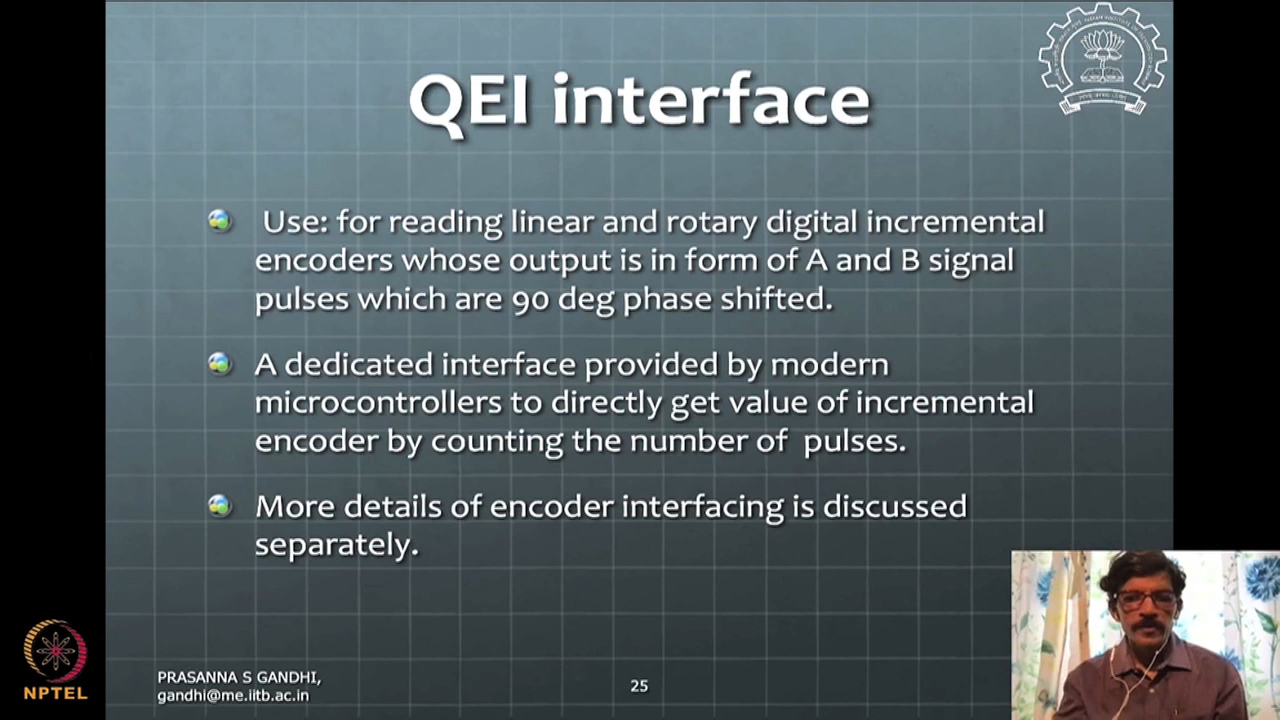 QEI interface
Use: for reading linear and rotary digital incremental
encoders whose output is in form of A and B signal
pulses which are 90 deg phase shifted.
A dedicated interface provided by modern
microcontrollers to directly get value of incremental
encoder by counting the number of pulses.
More details of encoder interfacing is discussed
separately.
PRASANNA S GANDHI,
gandhi@me.iitb.ac.in
25
NPTEL